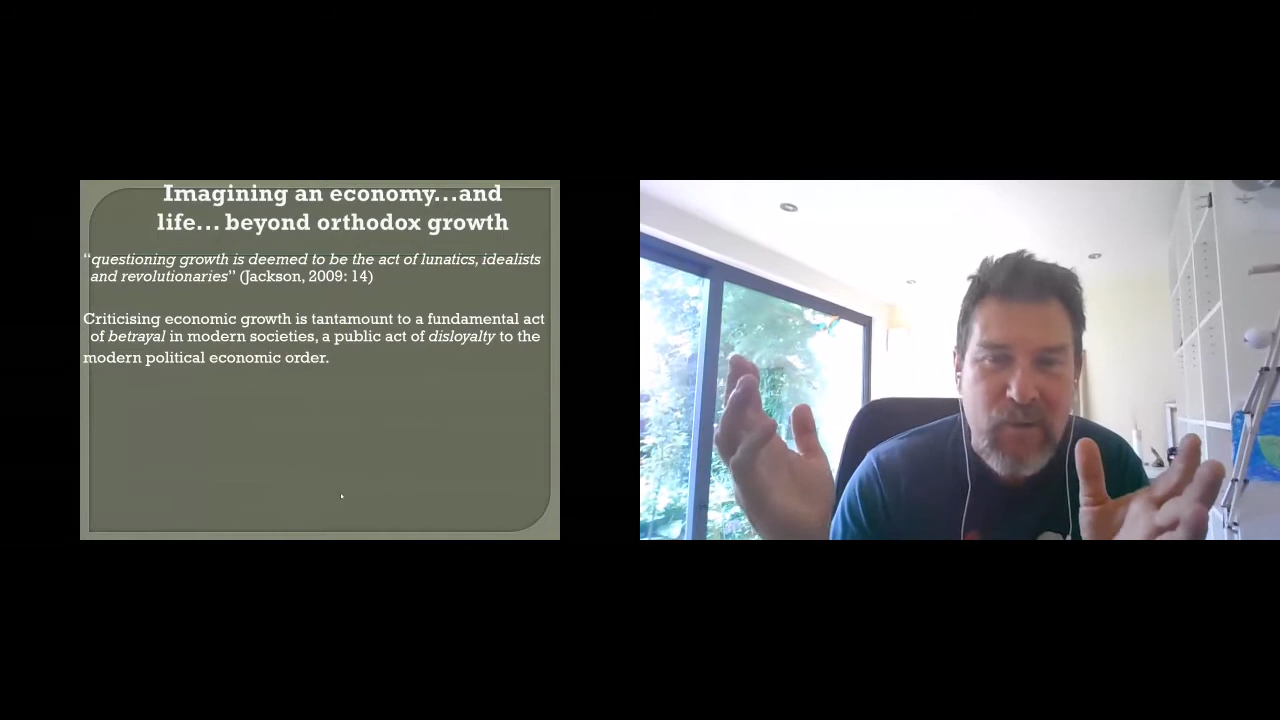 Imagining an economy...and
life... beyond orthodox growth
“questioning growth is deemed to be the act of lunatics, idealists
and revolutionaries” (Jackson, 2009: 14)
Criticising economic growth is tantamount to a fundamental act
of betrayal in modern societies, a public act of disloyalty to the
modern political economic order.